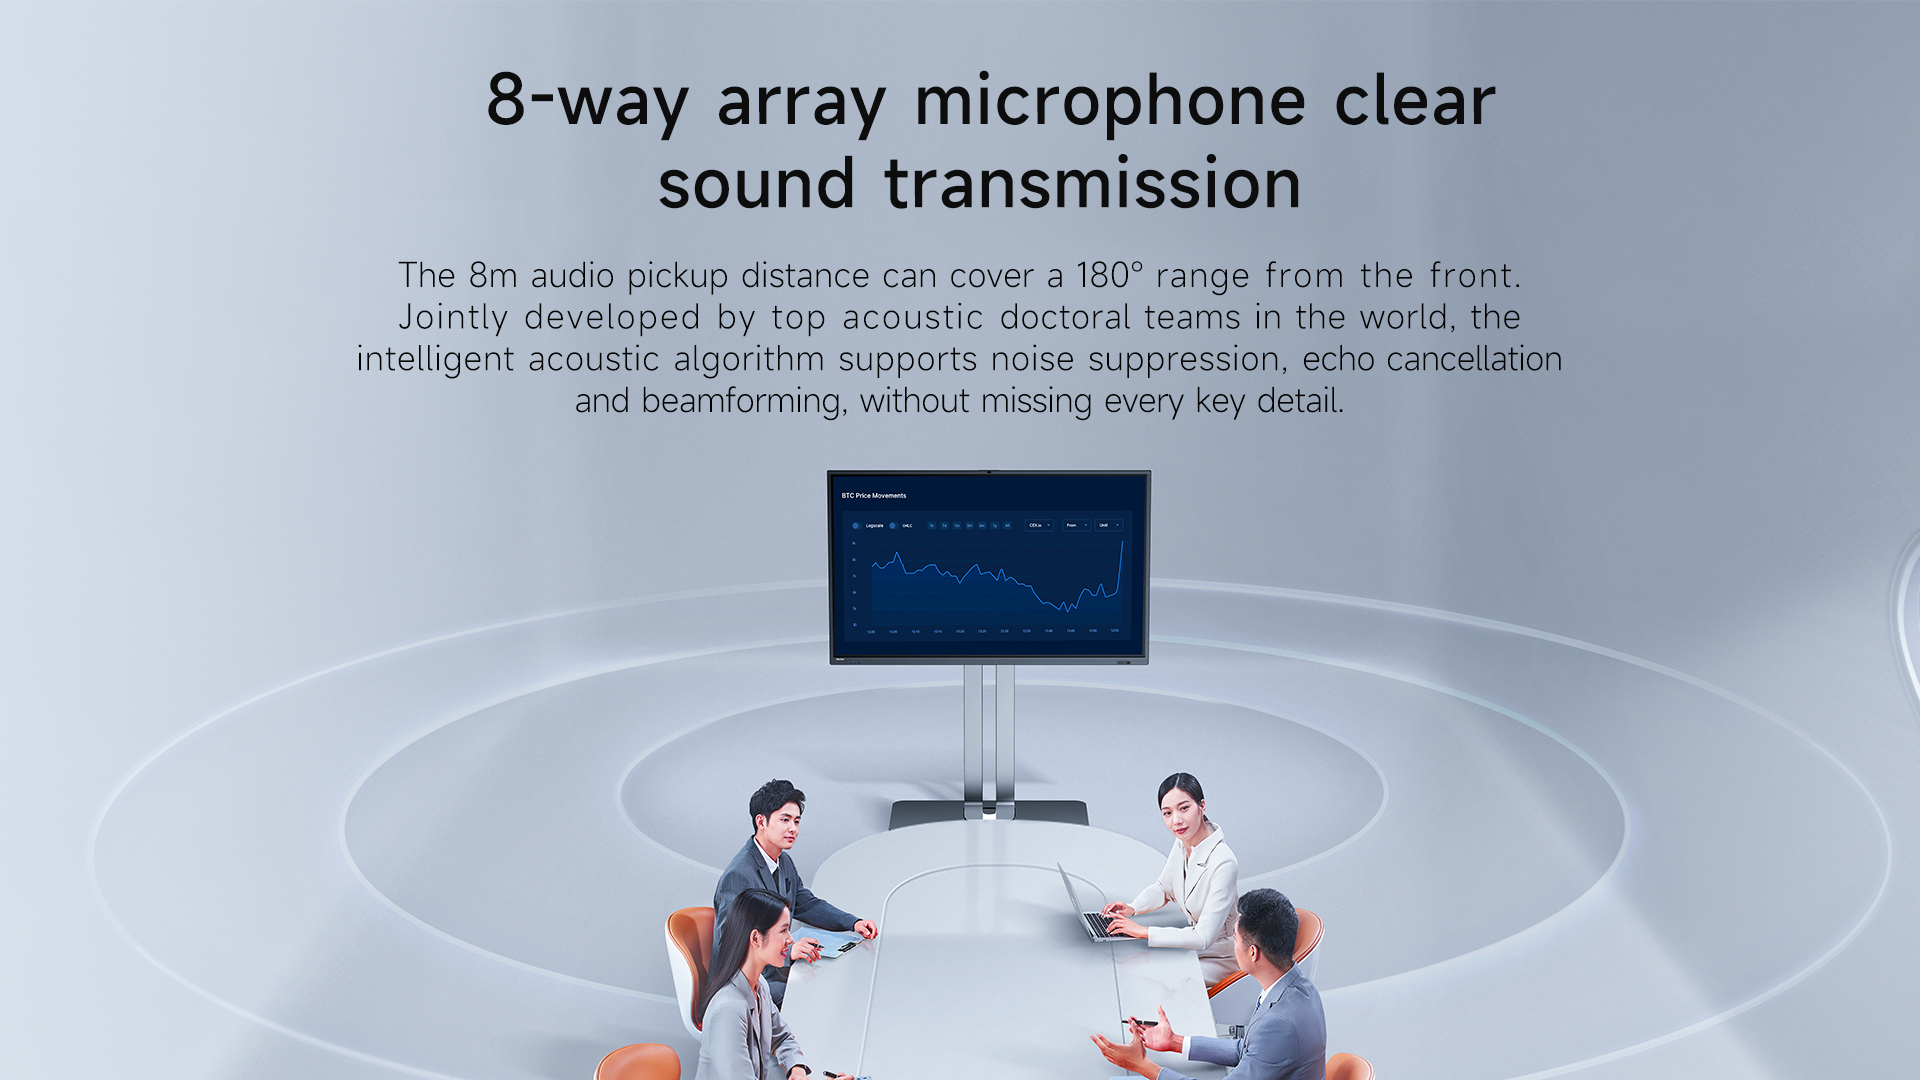 8-way array microphone clear
sound transmission
The 8m audio pickup distance can cover a 180° range from the front.
Jointly developed by top acoustic doctoral teams in the world, the
intelligent acoustic algorithm supports noise suppression, echo cancellation
and beamforming, without missing every key detail.
BTC Price Movements
Logscale OHLC
From Until